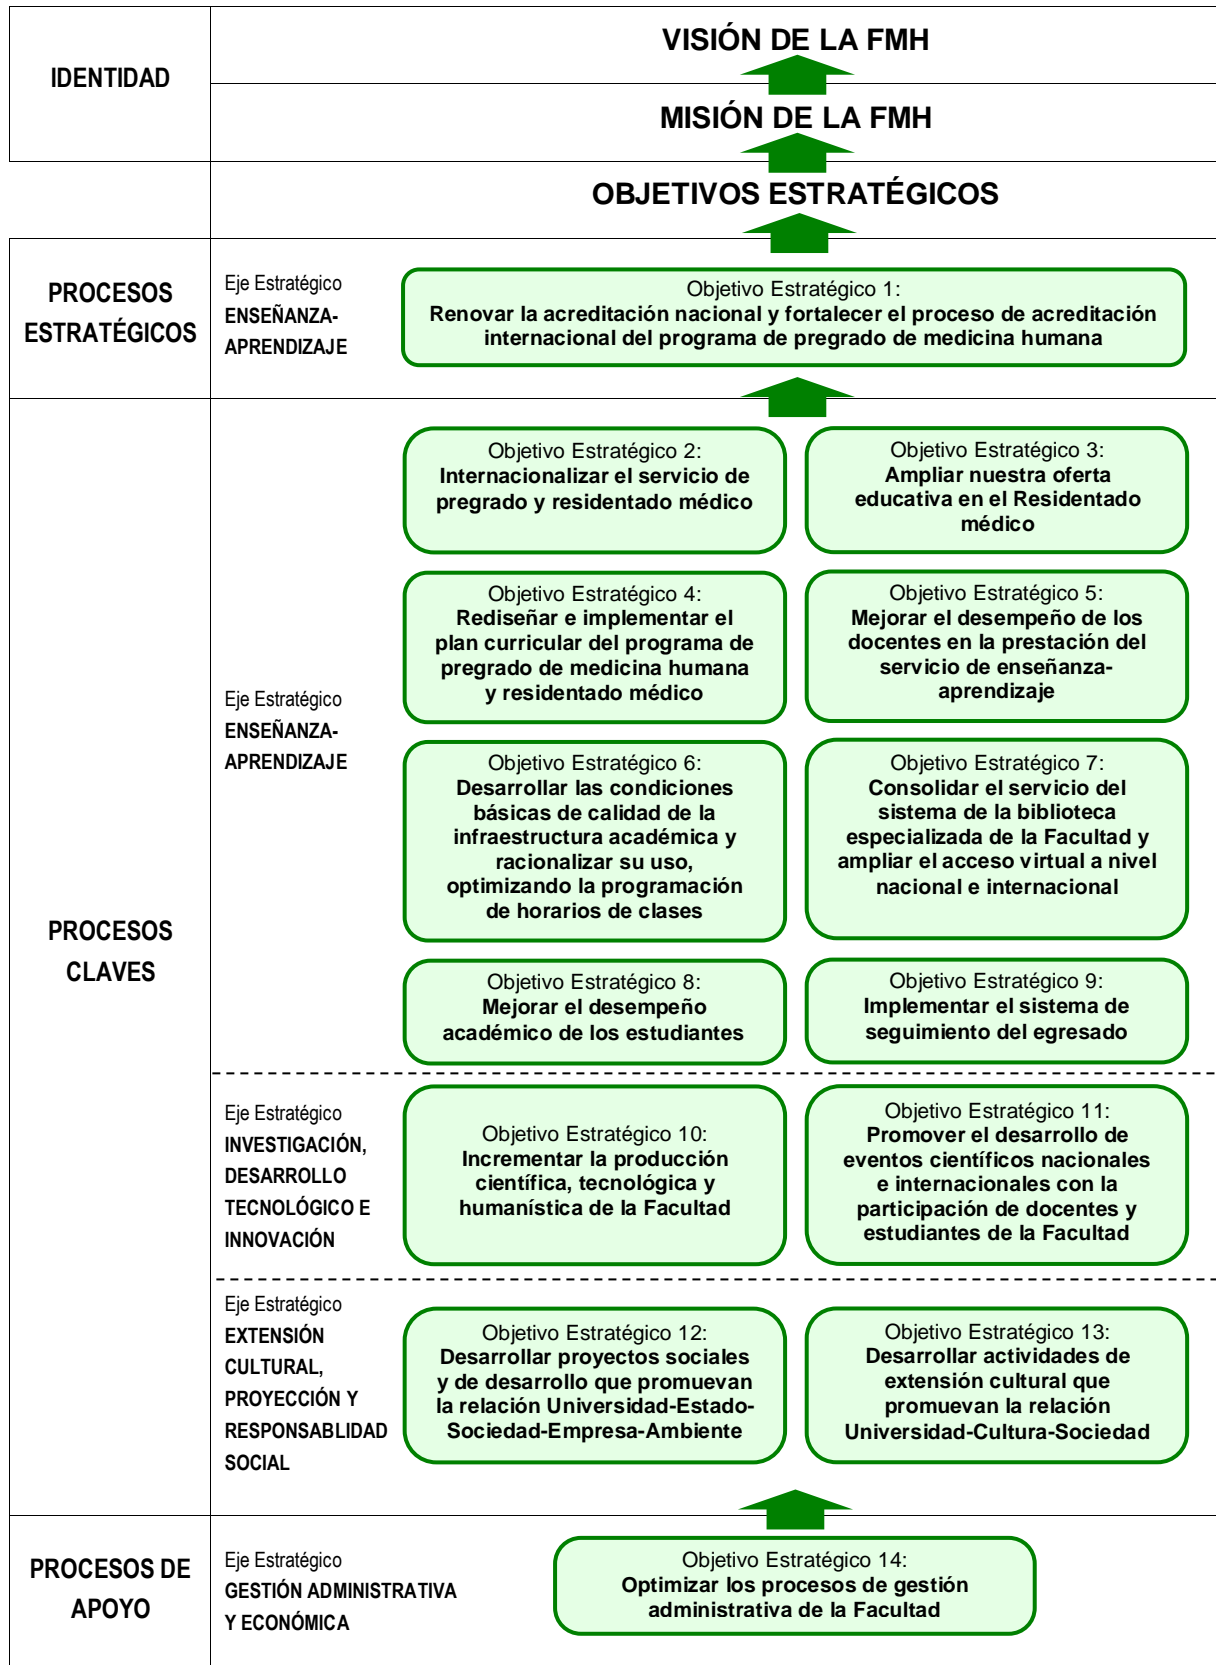 IDENTIDAD
VISIÓN DE LA FMH
MISIÓN DE LA FMH
OBJETIVOS ESTRATÉGICOS
PROCESOS
ESTRATÉGICOS
Eje Estratégico
ENSEÑANZA-
APRENDIZAJE
Objetivo Estratégico 1:
Renovar la acreditación nacional y fortalecer el proceso de acreditación
internacional del programa de pregrado de medicina humana
PROCESOS
CLAVES
Eje Estratégico
ENSEÑANZA-
APRENDIZAJE
Objetivo Estratégico 2:
Internacionalizar el servicio de
pregrado y residentado médico
Objetivo Estratégico 3:
Ampliar nuestra oferta
educativa en el Residentado
médico
Objetivo Estratégico 4:
Rediseñar e implementar el
plan curricular del programa de
pregrado de medicina humana
y residentado médico
Objetivo Estratégico 5:
Mejorar el desempeño de los
docentes en la prestación del
servicio de enseñanza-
aprendizaje
Objetivo Estratégico 6:
Desarrollar las condiciones
básicas de calidad de la
infraestructura académica y
racionalizar su uso,
optimizando la programación
de horarios de clases
Objetivo Estratégico 7:
Consolidar el servicio del
sistema de la biblioteca
especializada de la Facultad y
ampliar el acceso virtual a nivel
nacional e internacional
Objetivo Estratégico 8:
Mejorar el desempeño
académico de los estudiantes
Objetivo Estratégico 9:
Implementar el sistema de
seguimiento del egresado
Eje Estratégico
INVESTIGACIÓN,
DESARROLLO
TECNOLÓGICO E
INNOVACIÓN
Objetivo Estratégico 10:
Incrementar la producción
científica, tecnológica y
humanística de la Facultad
Objetivo Estratégico 11:
Promover el desarrollo de
eventos científicos nacionales
e internacionales con la
participación de docentes y
estudiantes de la Facultad
Eje Estratégico
EXTENSIÓN
CULTURAL,
PROYECCIÓN Y
RESPONSABLIDAD
SOCIAL
Objetivo Estratégico 12:
Desarrollar proyectos sociales
y de desarrollo que promuevan
la relación Universidad-Estado-
Sociedad-Empresa-Ambiente
Objetivo Estratégico 13:
Desarrollar actividades de
extensión cultural que
promuevan la relación
Universidad-Cultura-Sociedad
PROCESOS DE
APOYO
Eje Estratégico
GESTIÓN ADMINISTRATIVA
Y ECONÓMICA
Objetivo Estratégico 14:
Optimizar los procesos de gestión
administrativa de la Facultad